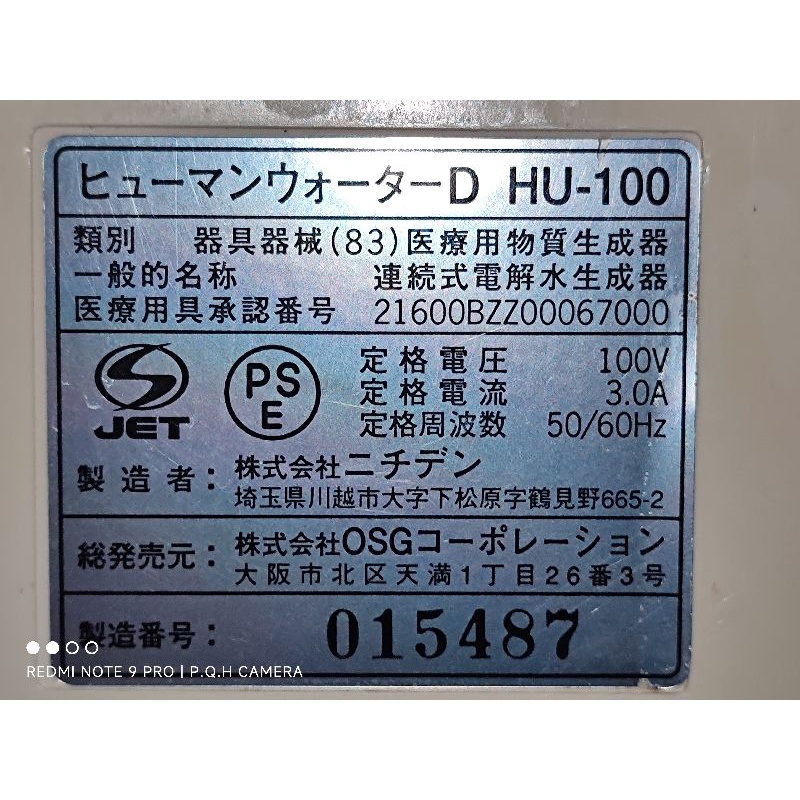 ヒューマンウォーターD HU-100
類別 器具器械(83)医療用物質生成器
一般的名称 連続式電解水生成器
医療用具承認番号 21600BZZ00067000
JET
PS
E
定格電圧 100V
定格電流 3.0A
定格周波数 50/60Hz
製造者: 株式会社ニチデン
埼玉県川越市大字下松原字鶴見野665-2
総発売元: 株式会社OSGコーポレーション
大阪市北区天満1丁目26番3号
製造番号: 015487
REDMI NOTE 9 PRO | P.Q.H CAMERA